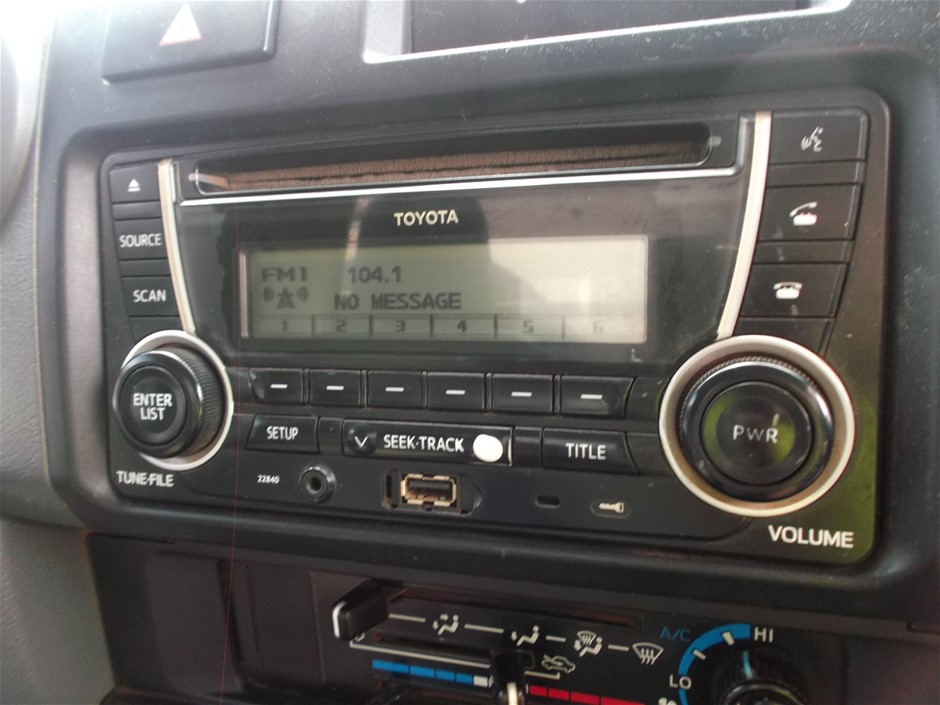 TOYOTA
SOURCE
SCAN
FM1 104.1
NO MESSAGE
1 2 3 4 5 6
ENTER
LIST
TUNE·FILE
SETUP
SEEK·TRACK
TITLE
PWR
VOLUME
22840
A/C
HI
LO